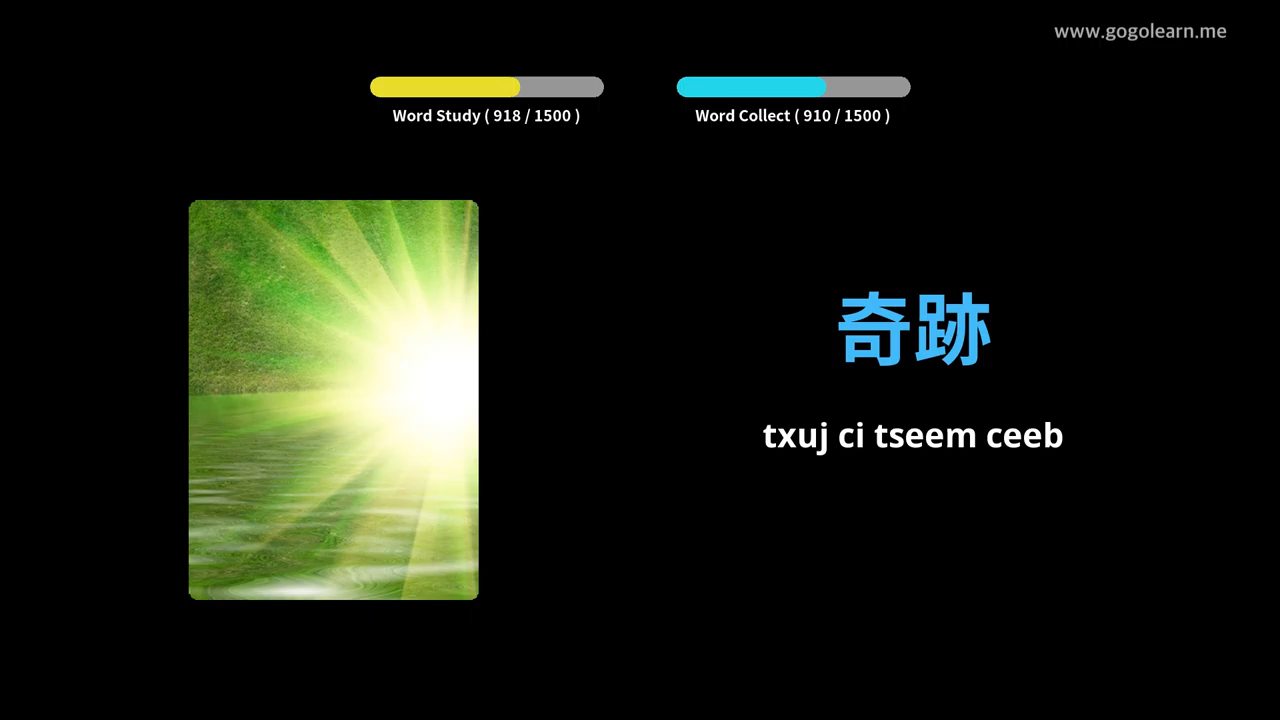 www.gogolearn.me
Word Study ( 918 / 1500 )
Word Collect ( 910 / 1500 )
奇跡
txuj ci tseem ceeb